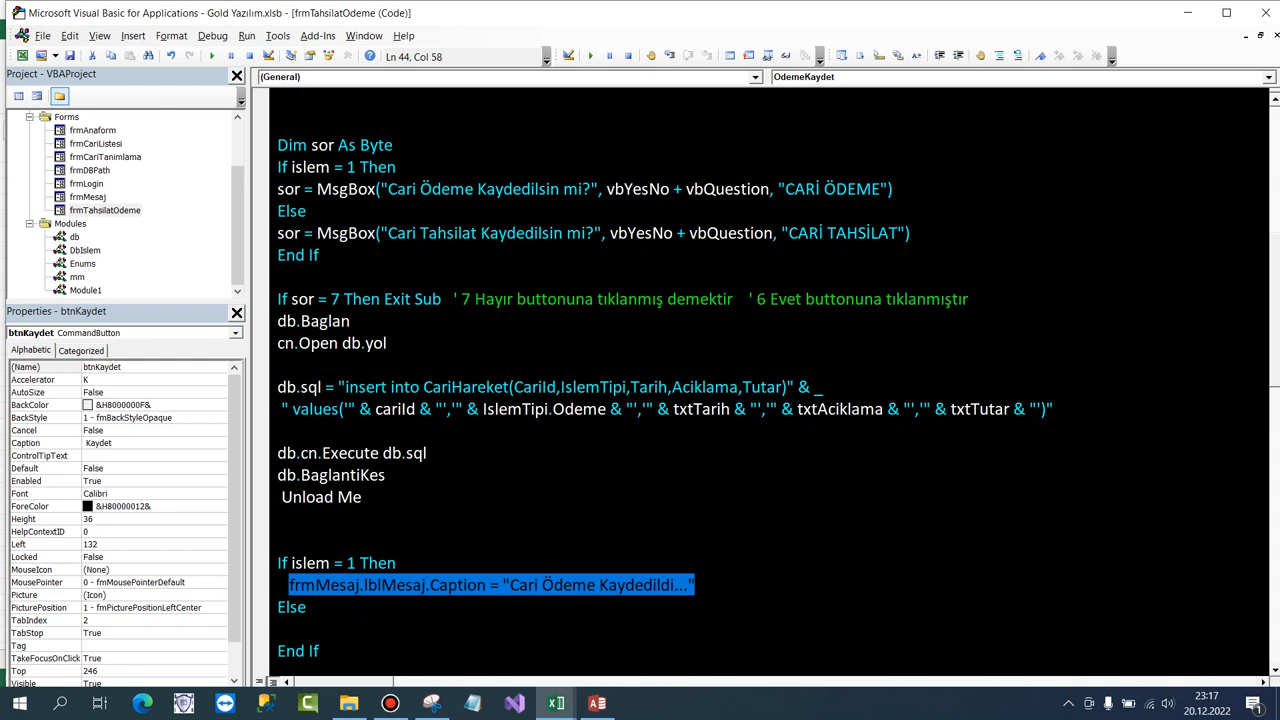 Microsoft Visual Basic for Applications - Gold Yazılım.xlsb - [frmTahsilatOdeme (Code)]
File Edit View Insert Format Debug Run Tools Add-Ins Window Help
Ln 44, Col 58
Project - VBAProject
(General)
OdemeKaydet
Forms
frmAnaform
frmCariListesi
frmCariTanimlama
frmDBPath
frmLogin
frmMesaj
frmTahsilatOdeme
Modules
db
DbIslem
Enums
mm
Module1
Properties - btnKaydet
btnKaydet CommandButton
Alphabetic Categorized
(Name) btnKaydet
Accelerator K
AutoSize False
BackColor &H8000000F&
BackStyle 1 - fmBackStyleOpaque
Cancel False
Caption Kaydet
ControlTipText
Default False
Enabled True
Font Calibri
ForeColor &H80000012&
Height 36
HelpContextID 0
Left 132
Locked False
MouseIcon (None)
MousePointer 0 - fmMousePointerDefault
Picture (Icon)
PicturePosition 1 - fmPicturePositionLeftCenter
TabIndex 2
TabStop True
Tag
TakeFocusOnClick True
Top 246
Visible True
Dim sor As Byte
If islem = 1 Then
sor = MsgBox("Cari Ödeme Kaydedilsin mi?", vbYesNo + vbQuestion, "CARİ ÖDEME")
Else
sor = MsgBox("Cari Tahsilat Kaydedilsin mi?", vbYesNo + vbQuestion, "CARİ TAHSİLAT")
End If
If sor = 7 Then Exit Sub ' 7 Hayır buttonuna tıklanmış demektir ' 6 Evet buttonuna tıklanmıştır
db.Baglan
cn.Open db.yol
db.sql = "insert into CariHareket(CariId,IslemTipi,Tarih,Aciklama,Tutar)" & _
" values('" & cariId & "','" & IslemTipi.Odeme & "','" & txtTarih & "','" & txtAciklama & "','" & txtTutar & "')"
db.cn.Execute db.sql
db.BaglantiKes
Unload Me
If islem = 1 Then
frmMesaj.lblMesaj.Caption = "Cari Ödeme Kaydedildi..."
Else
End If
23:17
20.12.2022